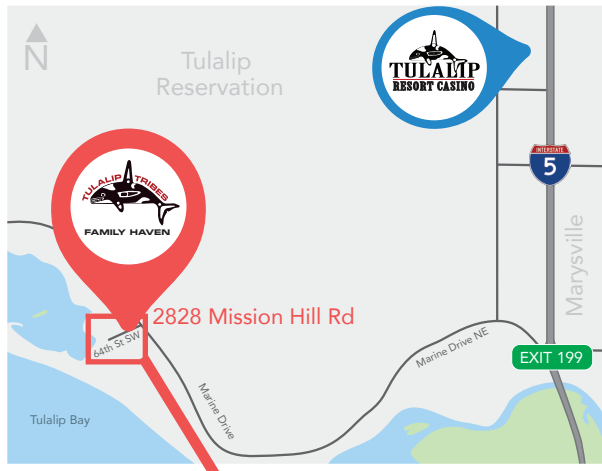 N
Tulalip
Reservation
TULALIP
RESORT CASINO
TULALIP TRIBES
FAMILY HAVEN
INTERSTATE
5
Marysville
2828 Mission Hill Rd
64th St SW
Marine Drive NE
EXIT 199
Marine Drive
Tulalip Bay